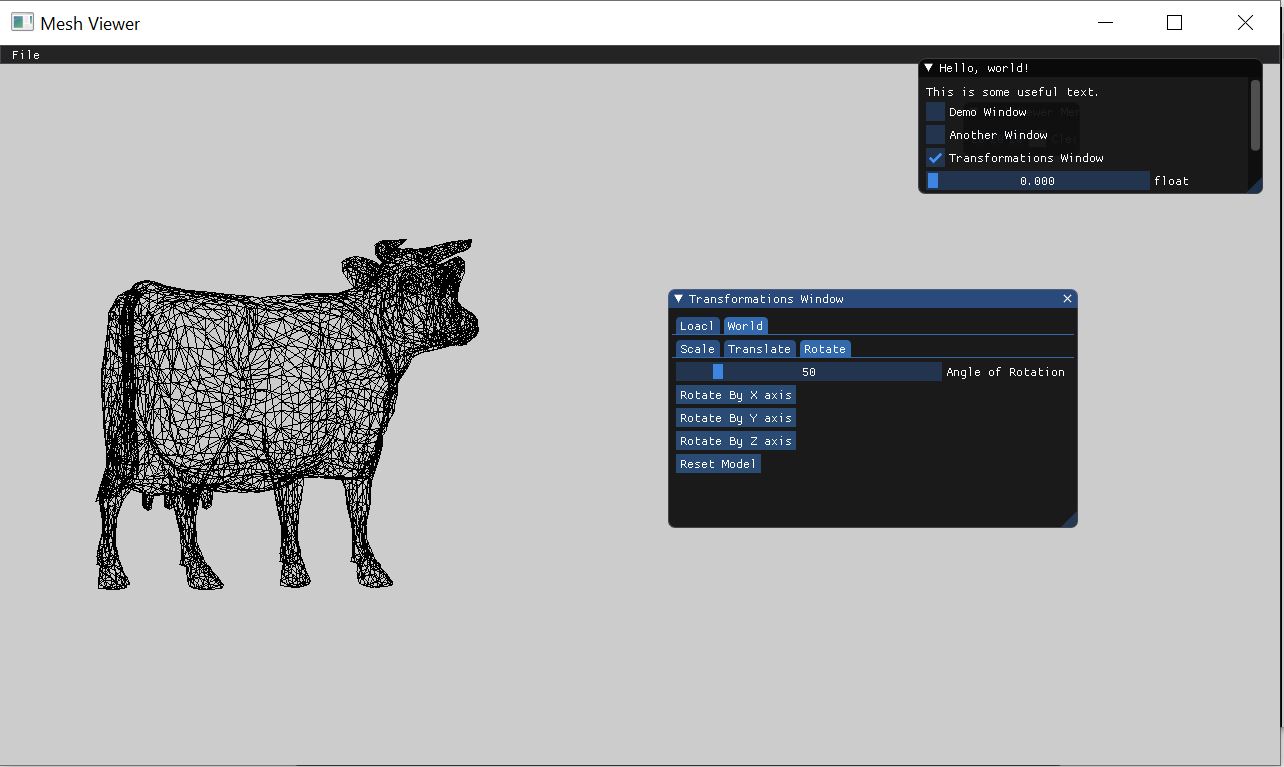 Mesh Viewer
File
Hello, world!
This is some useful text.
Demo Window
Another Window
Transformations Window
0.000 float
Transformations Window
Loacl World
Scale Translate Rotate
50 Angle of Rotation
Rotate By X axis
Rotate By Y axis
Rotate By Z axis
Reset Model